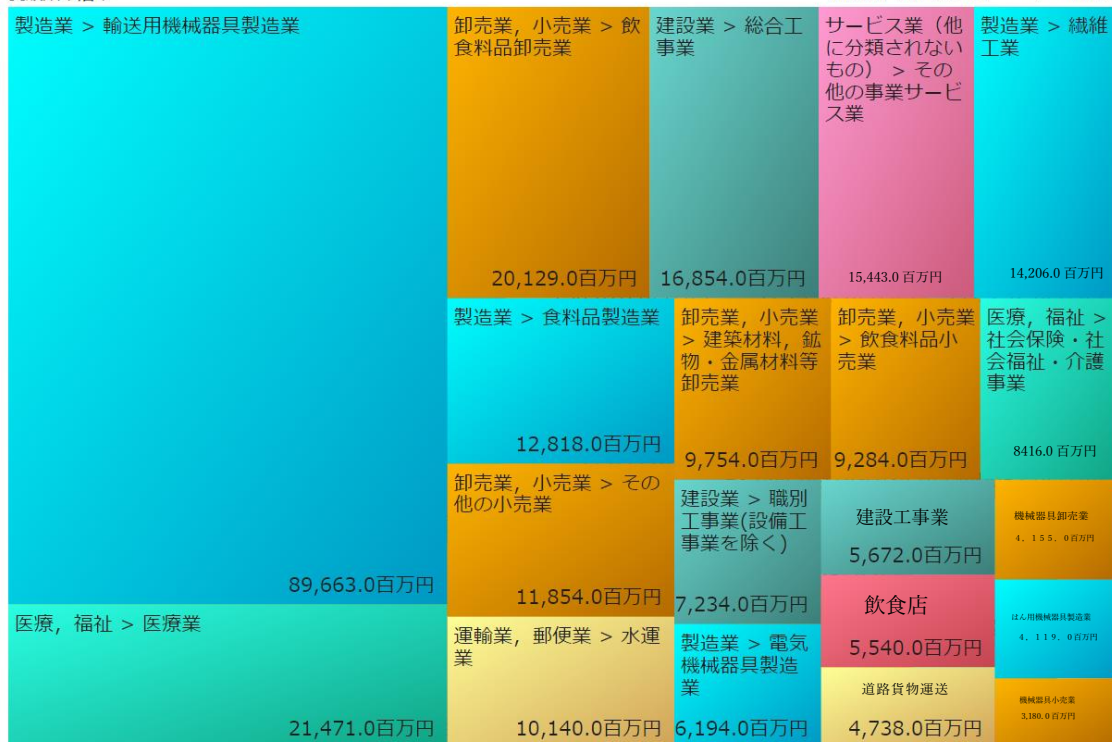 製造業 > 輸送用機械器具製造業
89,663.0百万円
医療, 福祉 > 医療業
21,471.0百万円
卸売業, 小売業 > 飲
食料品卸売業
20,129.0百万円
建設業 > 総合工
事業
16,854.0百万円
サービス業（他
に分類されない
もの） > その
他の事業サービ
ス業
15,443.0 百万円
製造業 > 繊維
工業
14,206.0 百万円
製造業 > 食料品製造業
12,818.0百万円
卸売業, 小売業 > その
他の小売業
11,854.0百万円
運輸業, 郵便業 > 水運
業
10,140.0百万円
卸売業, 小売業
> 建築材料, 鉱
物・金属材料等
卸売業
9,754.0百万円
卸売業, 小売業
> 飲食料品小
売業
9,284.0百万円
医療, 福祉 >
社会保険・社
会福祉・介護
事業
8416.0 百万円
建設業 > 職別
工事業(設備工
事業を除く)
7,234.0百万円
製造業 > 電気
機械器具製造
業
6,194.0百万円
建設工事業
5,672.0百万円
飲食店
5,540.0百万円
道路貨物運送
4,738.0百万円
機械器具卸売業
4，155．0百万円
はん用機械器具製造業
4，119．0百万円
機械器具小売業
3,180.0 百万円